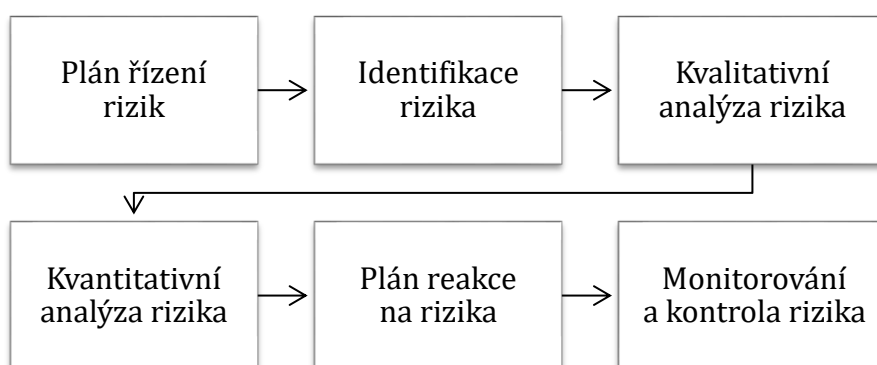 Plán řízení
rizik
Identifikace
rizika
Kvalitativní
analýza rizika
Kvantitativní
analýza rizika
Plán reakce
na rizika
Monitorování
a kontrola rizika